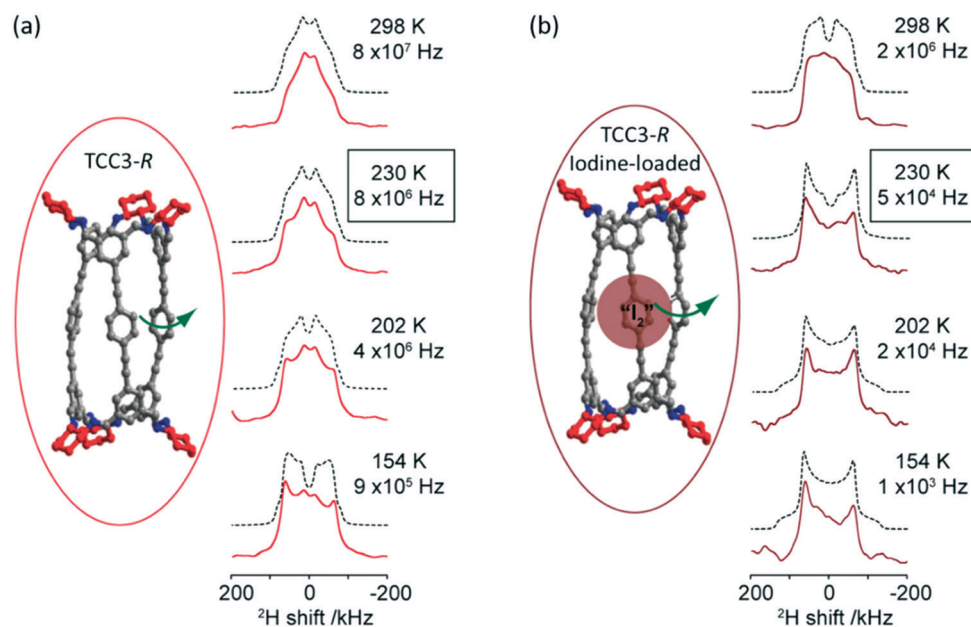 (a)
TCC3-R
298 K
8 x10⁷ Hz
230 K
8 x10⁶ Hz
202 K
4 x10⁶ Hz
154 K
9 x10⁵ Hz
200 0 -200
²H shift /kHz
(b)
TCC3-R
Iodine-loaded
"I₂"
298 K
2 x10⁶ Hz
230 K
5 x10⁴ Hz
202 K
2 x10⁴ Hz
154 K
1 x10³ Hz
200 0 -200
²H shift /kHz